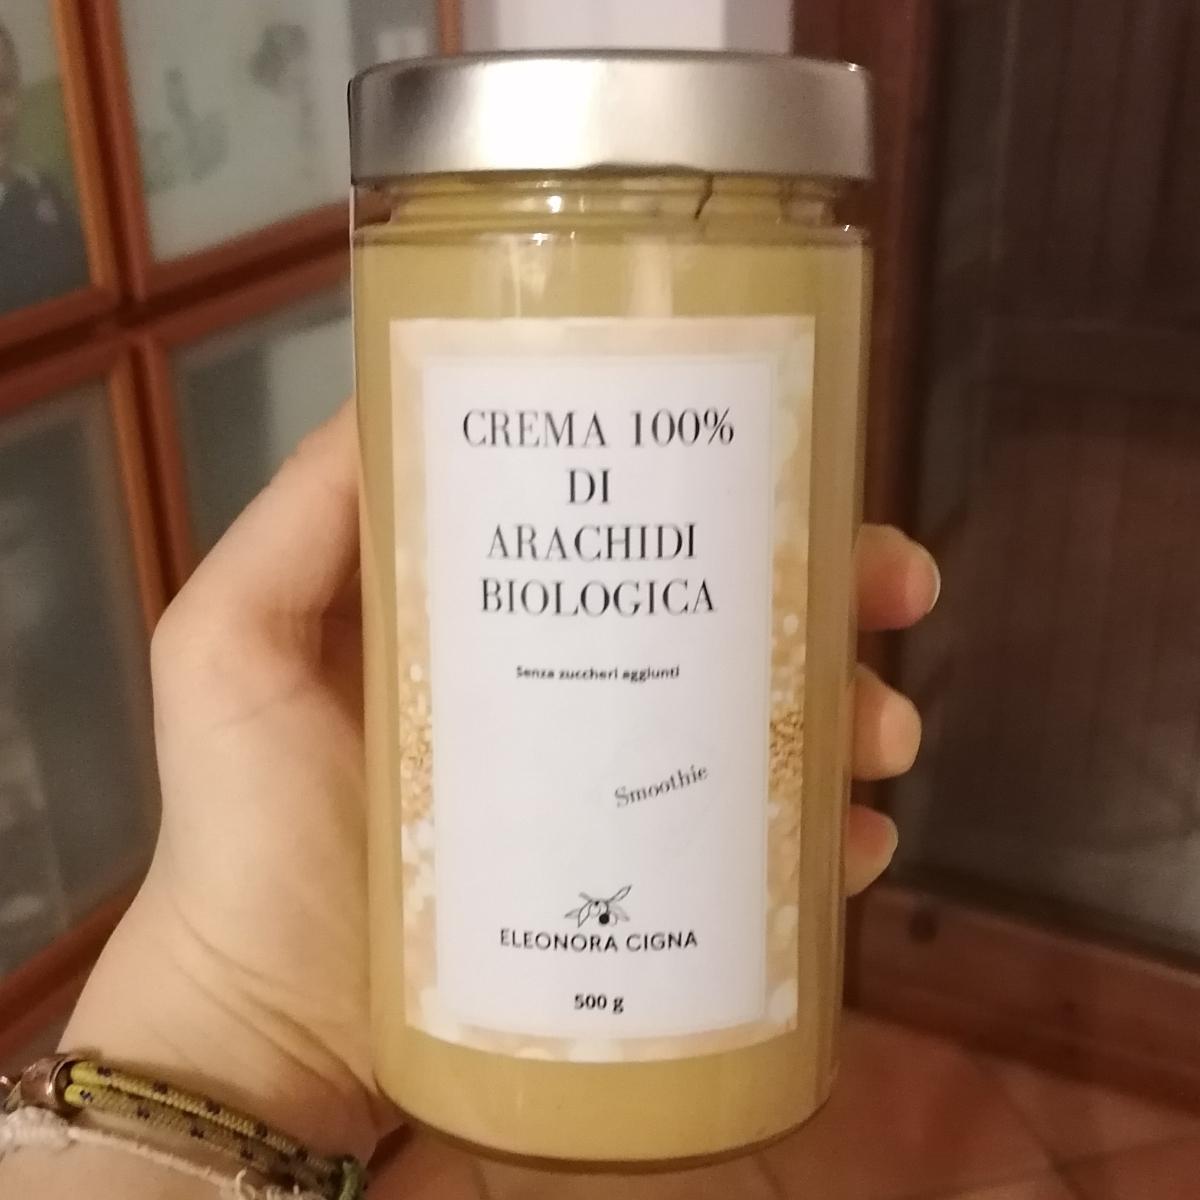 CREMA 100%
DI
ARACHIDI
BIOLOGICA
Senza zuccheri aggiunti
Smoothie
ELEONORA CIGNA
500 g